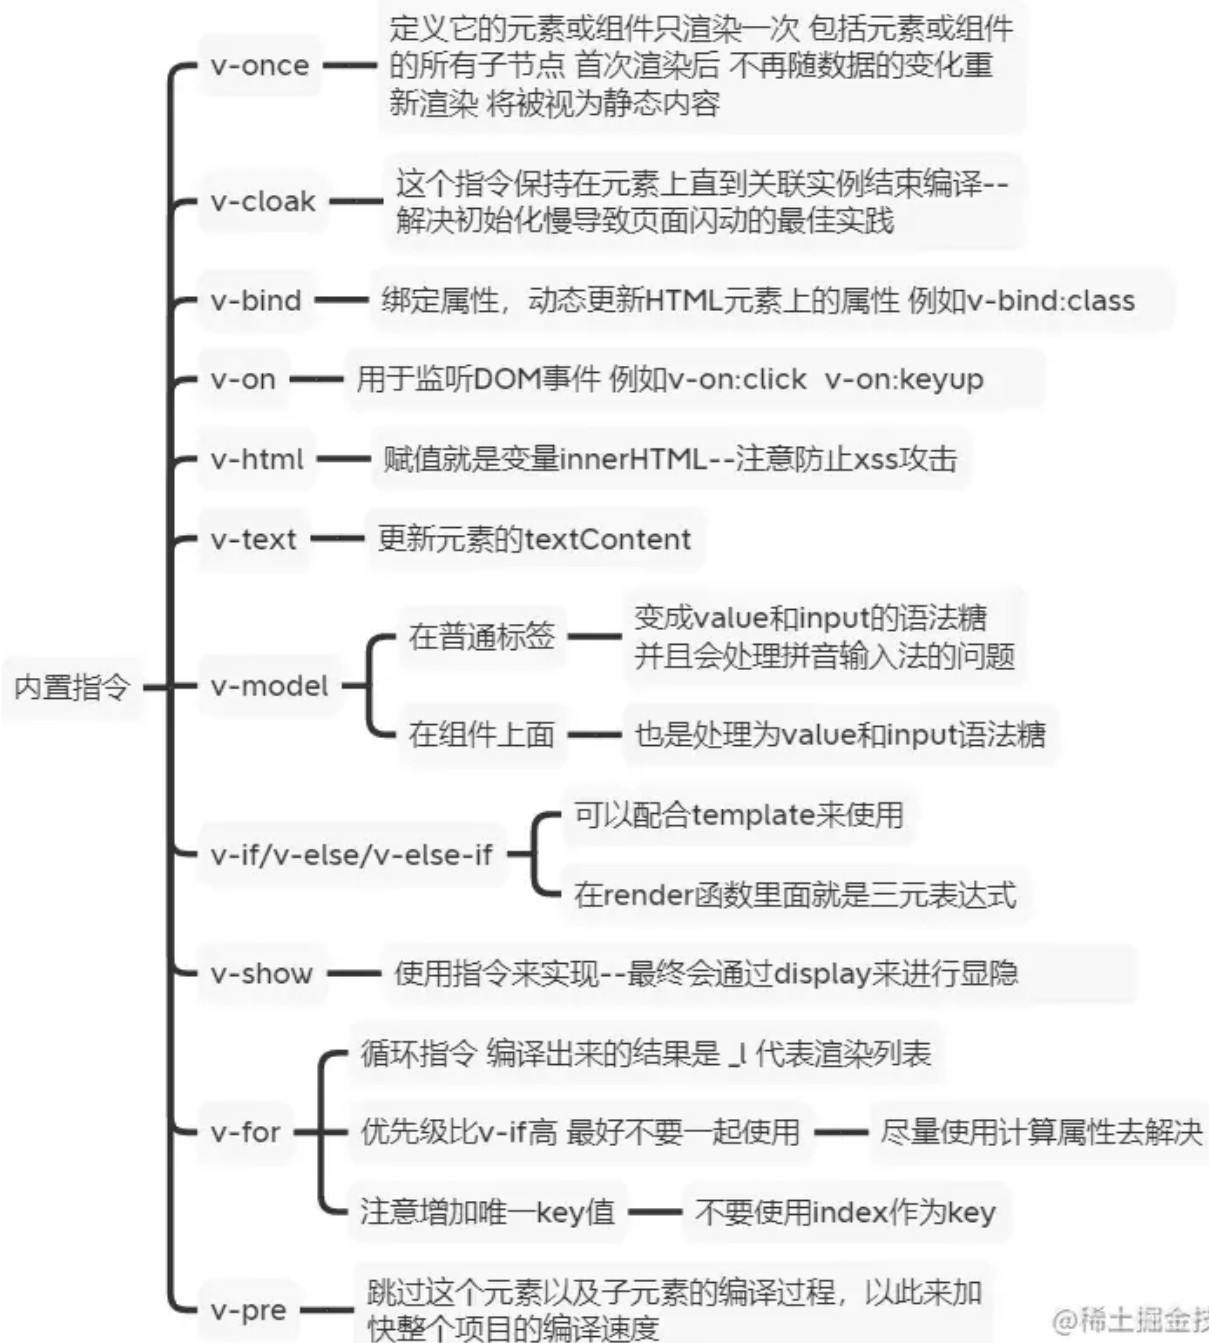 定义它的元素或组件只渲染一次 包括元素或组件
v-once
的所有子节点 首次渲染后 不再随数据的变化重
新渲染 将被视为静态内容
v-cloak
这个指令保持在元素上直到关联实例结束编译--
解决初始化慢导致页面闪动的最佳实践
v-bind
绑定属性，动态更新HTML元素上的属性 例如v-bind:class
v-on
用于监听DOM事件 例如v-on:click  v-on:keyup
v-html
赋值就是变量innerHTML--注意防止xss攻击
v-text
更新元素的textContent
内置指令
v-model
在普通标签
变成value和input的语法糖
并且会处理拼音输入法的问题
在组件上面
也是处理为value和input语法糖
v-if/v-else/v-else-if
可以配合template来使用
在render函数里面就是三元表达式
v-show
使用指令来实现--最终会通过display来进行显隐
v-for
循环指令 编译出来的结果是 _l 代表渲染列表
优先级比v-if高 最好不要一起使用
尽量使用计算属性去解决
注意增加唯一key值
不要使用index作为key
v-pre
跳过这个元素以及子元素的编译过程，以此来加
快整个项目的编译速度
@稀土掘金技